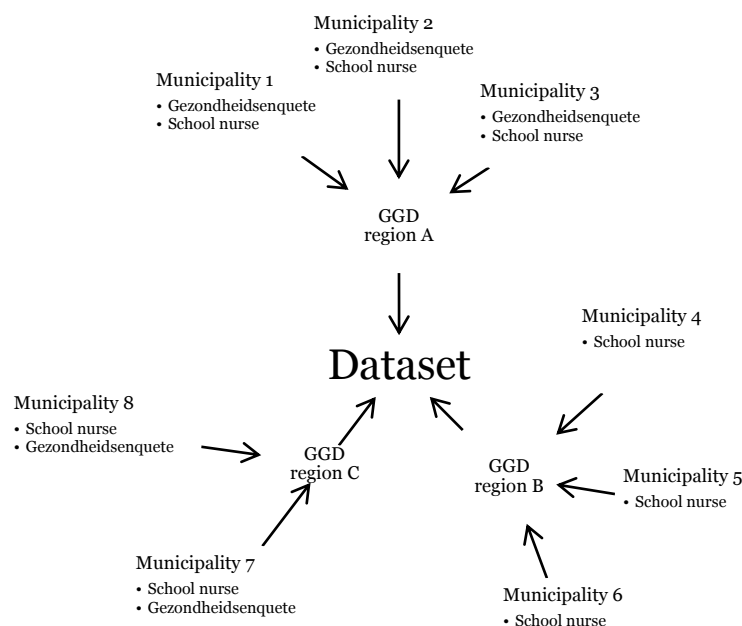 Municipality 2
• Gezondheidsenquete
• School nurse
Municipality 1
• Gezondheidsenquete
• School nurse
Municipality 3
• Gezondheidsenquete
• School nurse
GGD
region A
Municipality 4
• School nurse
Dataset
Municipality 8
• School nurse
• Gezondheidsenquete
GGD
region C
GGD
region B
Municipality 5
• School nurse
Municipality 7
• School nurse
• Gezondheidsenquete
Municipality 6
• School nurse